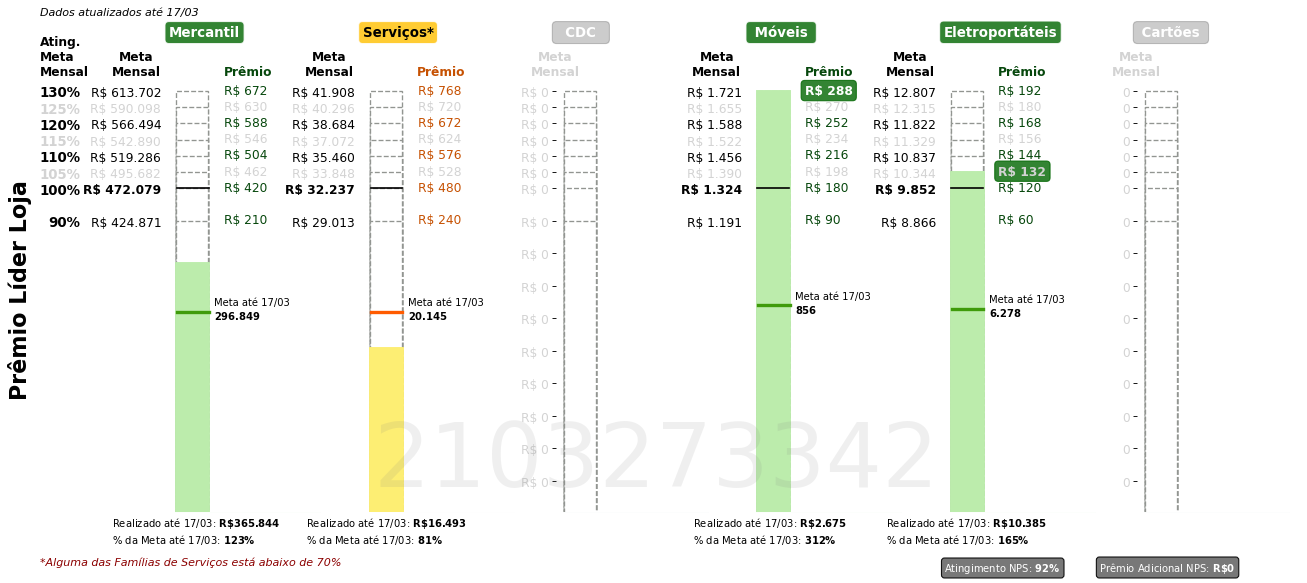 Dados atualizados até 17/03
Mercantil Serviços* CDC Móveis Eletroportáteis Cartões
Ating.
Meta Meta Meta Meta Meta Meta Meta
Mensal Mensal Prêmio Mensal Prêmio Mensal Mensal Prêmio Mensal Prêmio Mensal
130% R$ 613.702 R$ 672 R$ 41.908 R$ 768 R$ 0 R$ 1.721 R$ 288 R$ 12.807 R$ 192 0
125% R$ 590.098 R$ 630 R$ 40.296 R$ 720 R$ 0 R$ 1.655 R$ 270 R$ 12.315 R$ 180 0
120% R$ 566.494 R$ 588 R$ 38.684 R$ 672 R$ 0 R$ 1.588 R$ 252 R$ 11.822 R$ 168 0
115% R$ 542.890 R$ 546 R$ 37.072 R$ 624 R$ 0 R$ 1.522 R$ 234 R$ 11.329 R$ 156 0
110% R$ 519.286 R$ 504 R$ 35.460 R$ 576 R$ 0 R$ 1.456 R$ 216 R$ 10.837 R$ 144 0
105% R$ 495.682 R$ 462 R$ 33.848 R$ 528 R$ 0 R$ 1.390 R$ 198 R$ 10.344 R$ 132 0
100% R$ 472.079 R$ 420 R$ 32.237 R$ 480 R$ 0 R$ 1.324 R$ 180 R$ 9.852 R$ 120 0
90% R$ 424.871 R$ 210 R$ 29.013 R$ 240 R$ 0 R$ 1.191 R$ 90 R$ 8.866 R$ 60 0
R$ 0 0
R$ 0 0
Meta até 17/03 Meta até 17/03 Meta até 17/03 Meta até 17/03
296.849 20.145 856 6.278
R$ 0 0
R$ 0 0
R$ 0 0
R$ 0 0
R$ 0 0
R$ 0 0
Prêmio Líder Loja
2103273342
Realizado até 17/03: R$365.844 Realizado até 17/03: R$16.493 Realizado até 17/03: R$2.675 Realizado até 17/03: R$10.385
% da Meta até 17/03: 123% % da Meta até 17/03: 81% % da Meta até 17/03: 312% % da Meta até 17/03: 165%
*Alguma das Famílias de Serviços está abaixo de 70% Atingimento NPS: 92% Prêmio Adicional NPS: R$0